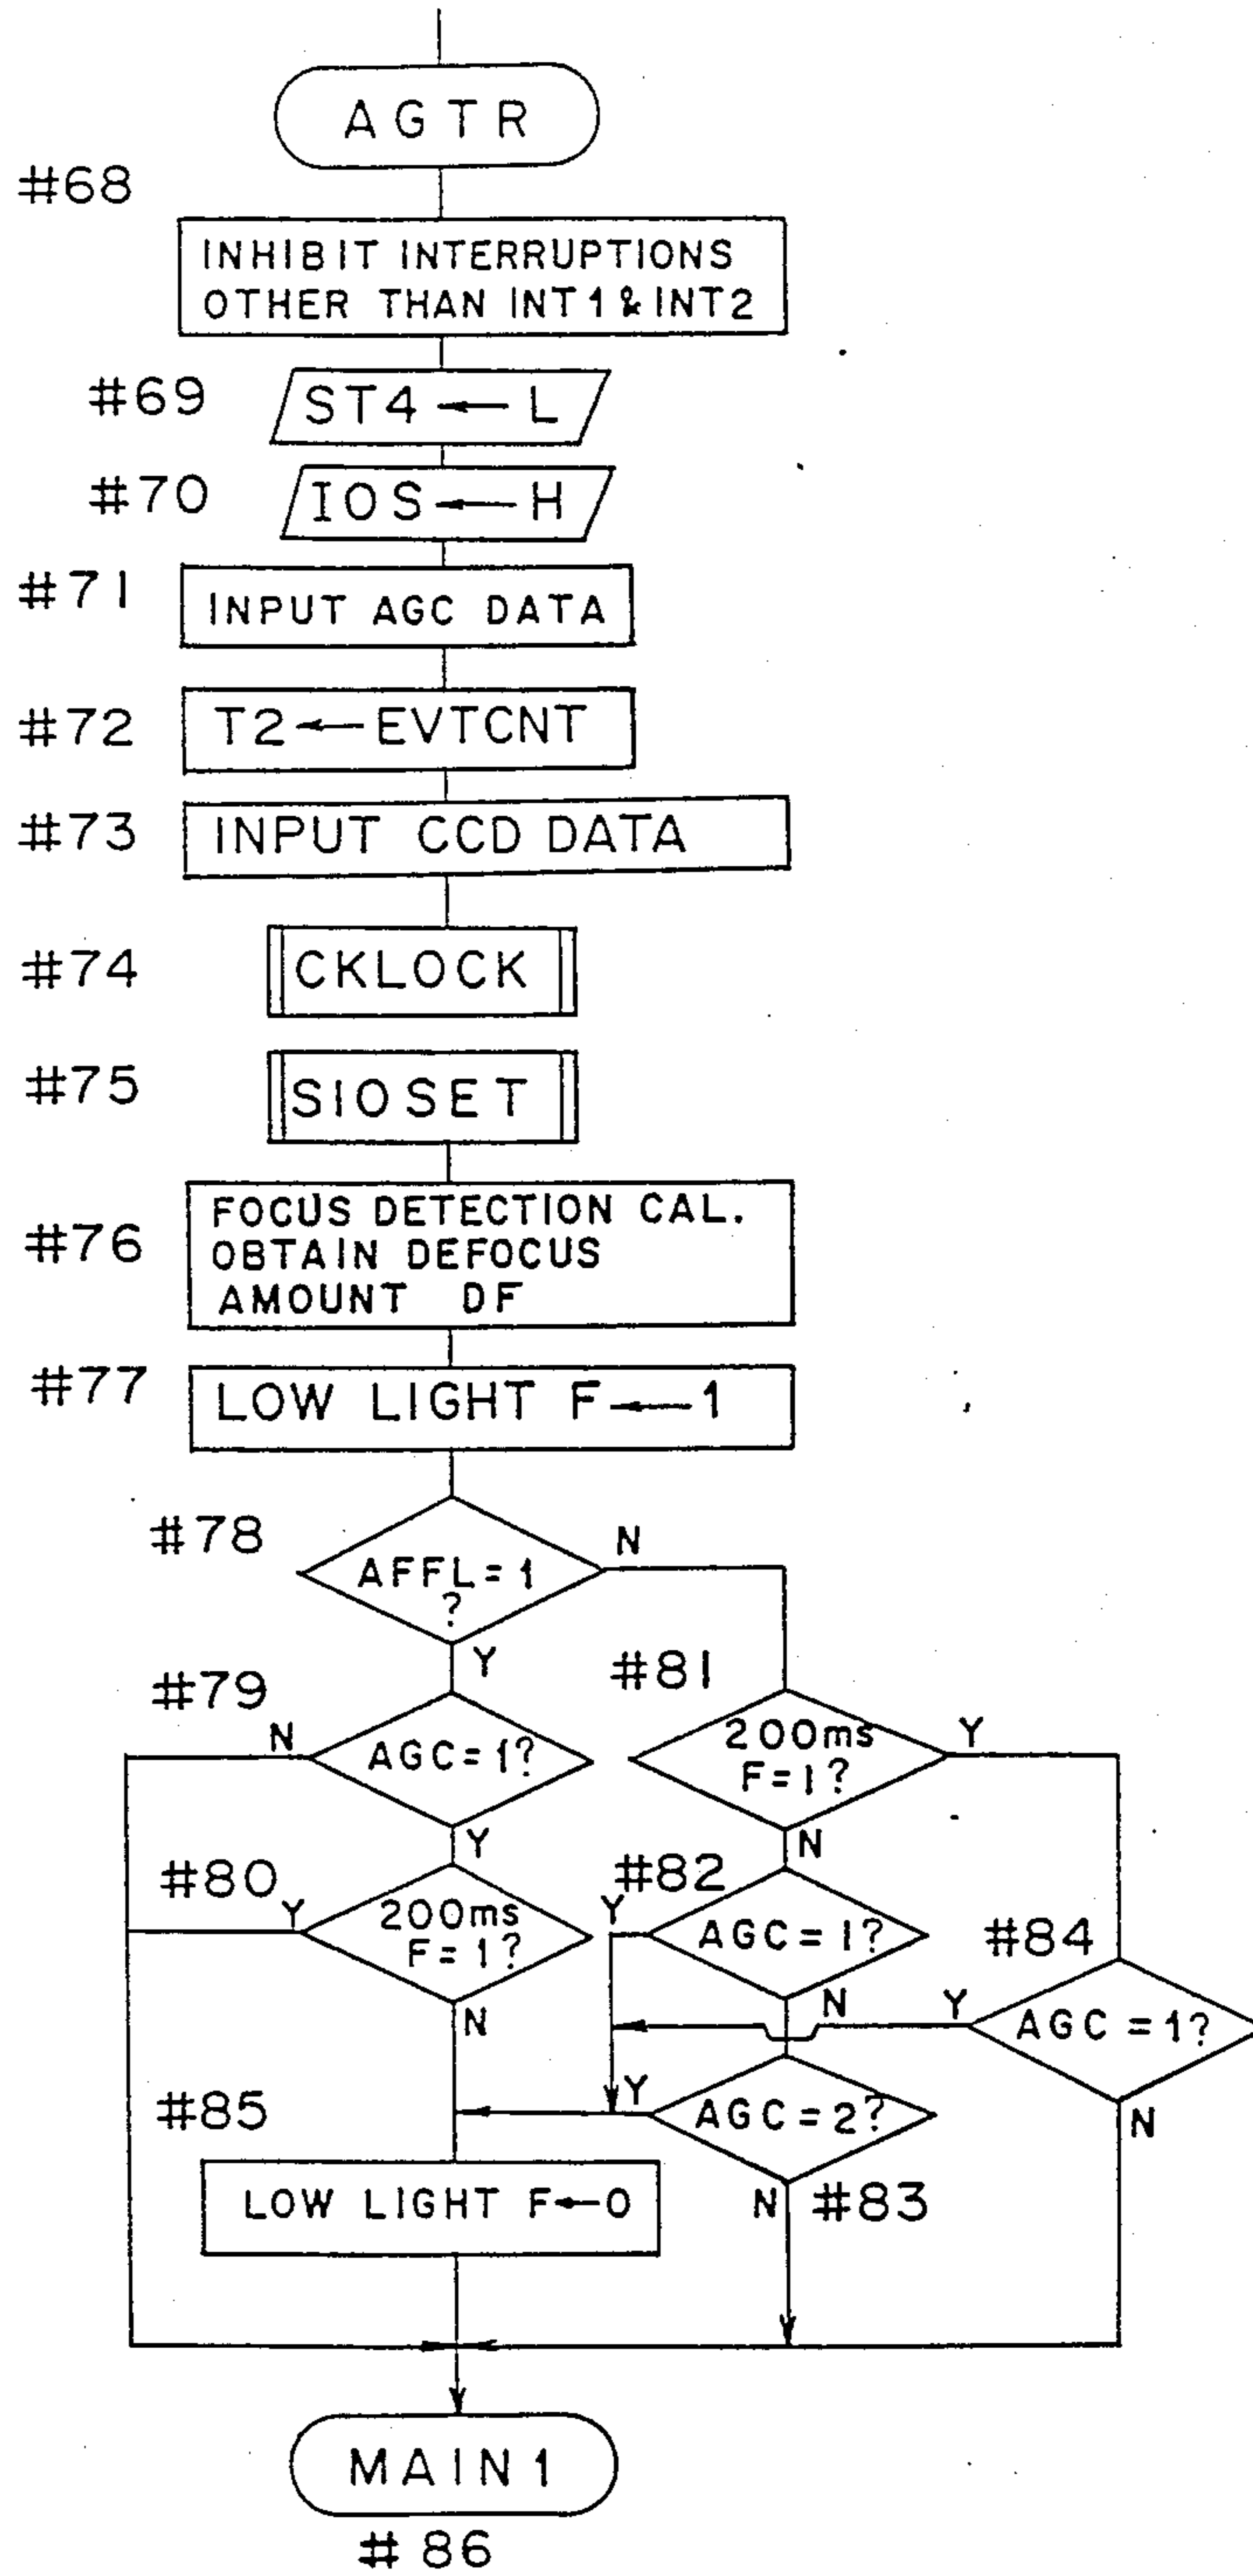 AGTR
#68
INHIBIT INTERRUPTIONS
OTHER THAN INT1 & INT2
#69
ST4 ← L
#70
IOS ← H
#71
INPUT AGC DATA
#72
T2 ← EVTCNT
#73
INPUT CCD DATA
#74
CKLOCK
#75
SIOSET
#76
FOCUS DETECTION CAL.
OBTAIN DEFOCUS
AMOUNT DF
#77
LOW LIGHT F ← 1
#78
AFFL = 1
?
N
Y
#79
N
AGC = 1?
Y
#81
200ms
F = 1?
Y
N
#80
Y
200ms
F = 1?
N
#82
Y
AGC = 1?
N
#84
Y
AGC = 1?
N
#85
Y
AGC = 2?
N
#83
LOW LIGHT F ← 0
MAIN1
#86